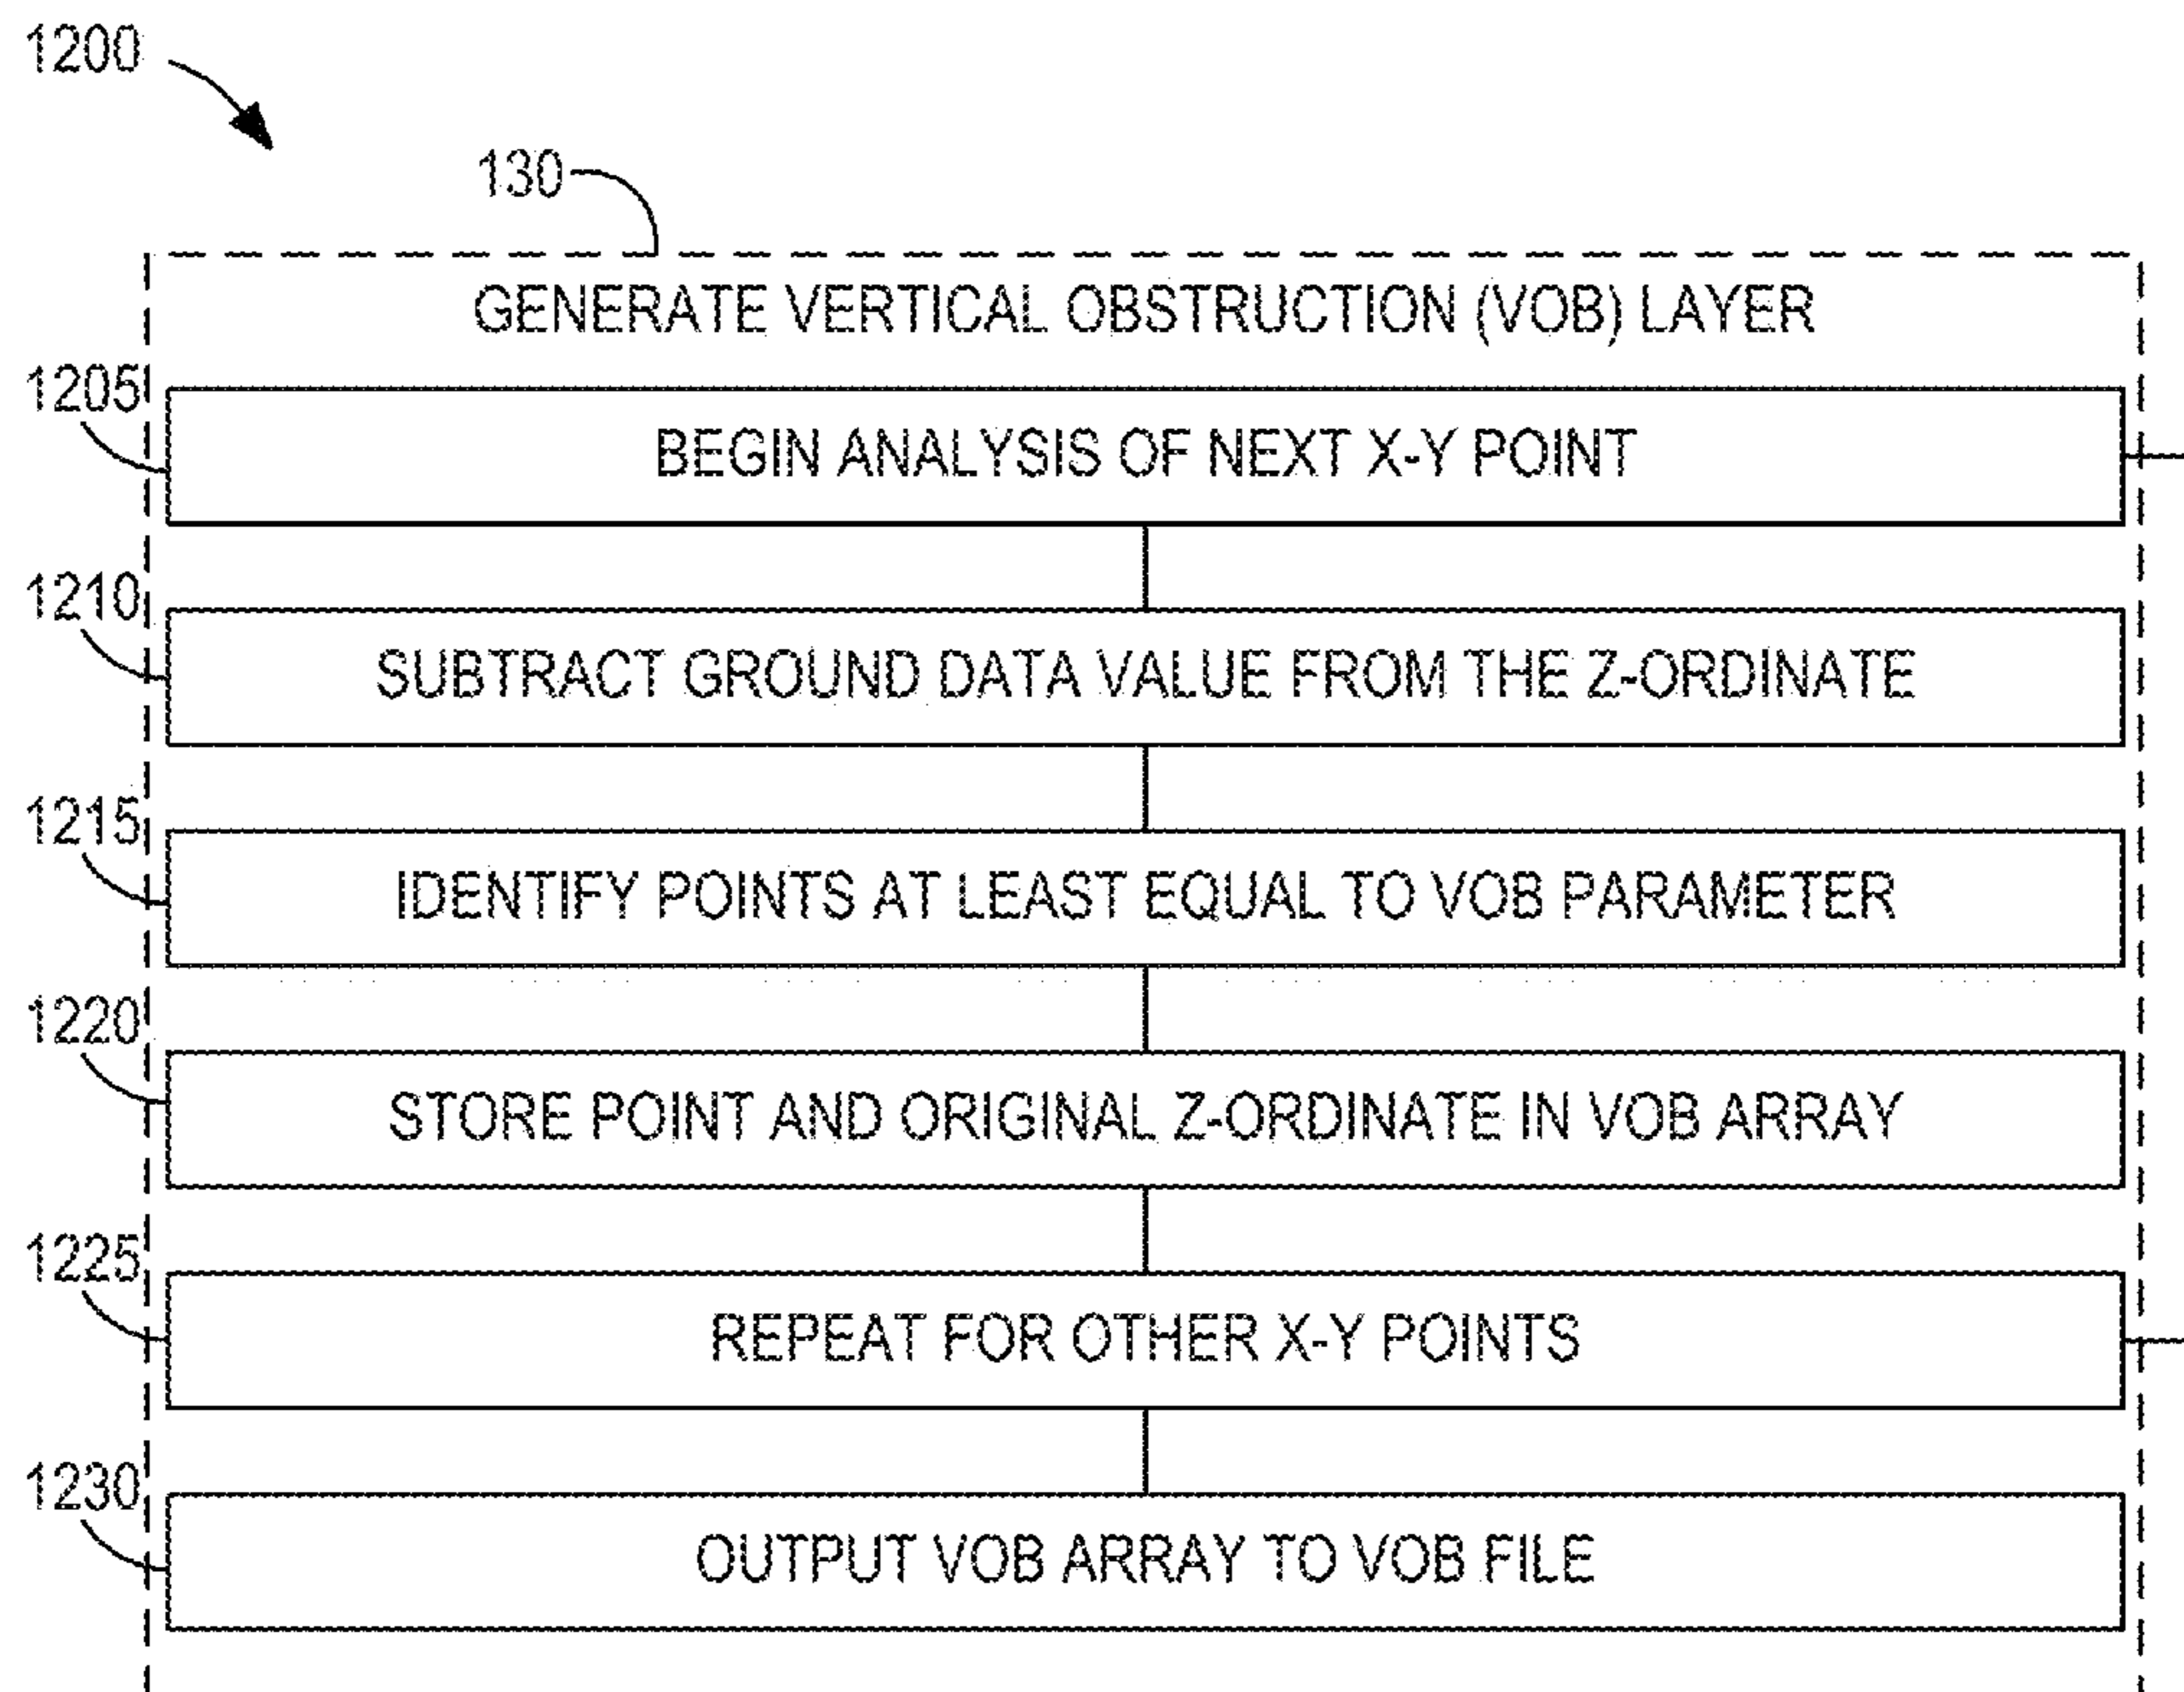 1200
130
GENERATE VERTICAL OBSTRUCTION (VOB) LAYER
1205
BEGIN ANALYSIS OF NEXT X-Y POINT
1210
SUBTRACT GROUND DATA VALUE FROM THE Z-ORDINATE
1215
IDENTIFY POINTS AT LEAST EQUAL TO VOB PARAMETER
1220
STORE POINT AND ORIGINAL Z-ORDINATE IN VOB ARRAY
1225
REPEAT FOR OTHER X-Y POINTS
1230
OUTPUT VOB ARRAY TO VOB FILE